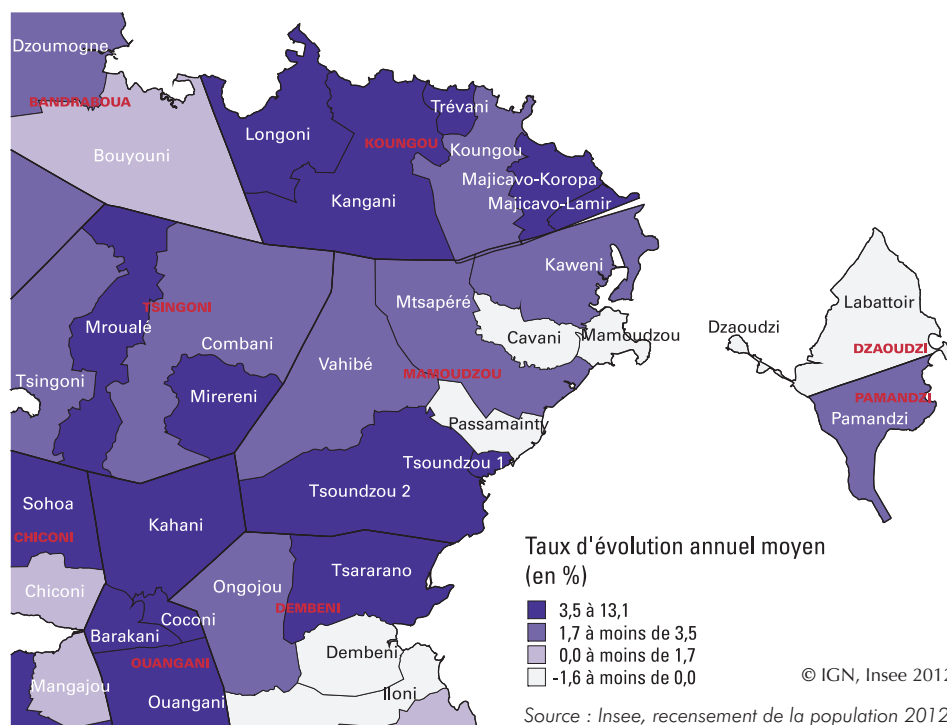 Dzoumogne
BANDRABOUA
Bouyouni
Longoni
KOUNGOU
Trévani
Koungou
Kangani
Majicavo-Koropa
Majicavo-Lamir
Kaweni
Mtsapéré
TSINGONI
Mroualé
Combani
Cavani
Mamoudzou
Vahibé
MAMOUDZOU
Tsingoni
Mirereni
Passamainty
Tsoundzou 1
Tsoundzou 2
Dzaoudzi
Labattoir
DZAOUDZI
PAMANDZI
Pamandzi
Sohoa
CHICONI
Kahani
Chiconi
Ongojou
Tsararano
DEMBENI
Coconi
Barakani
OUANGANI
Dembeni
Mangajou
Ouangani
Iloni
Taux d'évolution annuel moyen
(en %)
3,5 à 13,1
1,7 à moins de 3,5
0,0 à moins de 1,7
-1,6 à moins de 0,0
© IGN, Insee 2012
Source : Insee, recensement de la population 2012